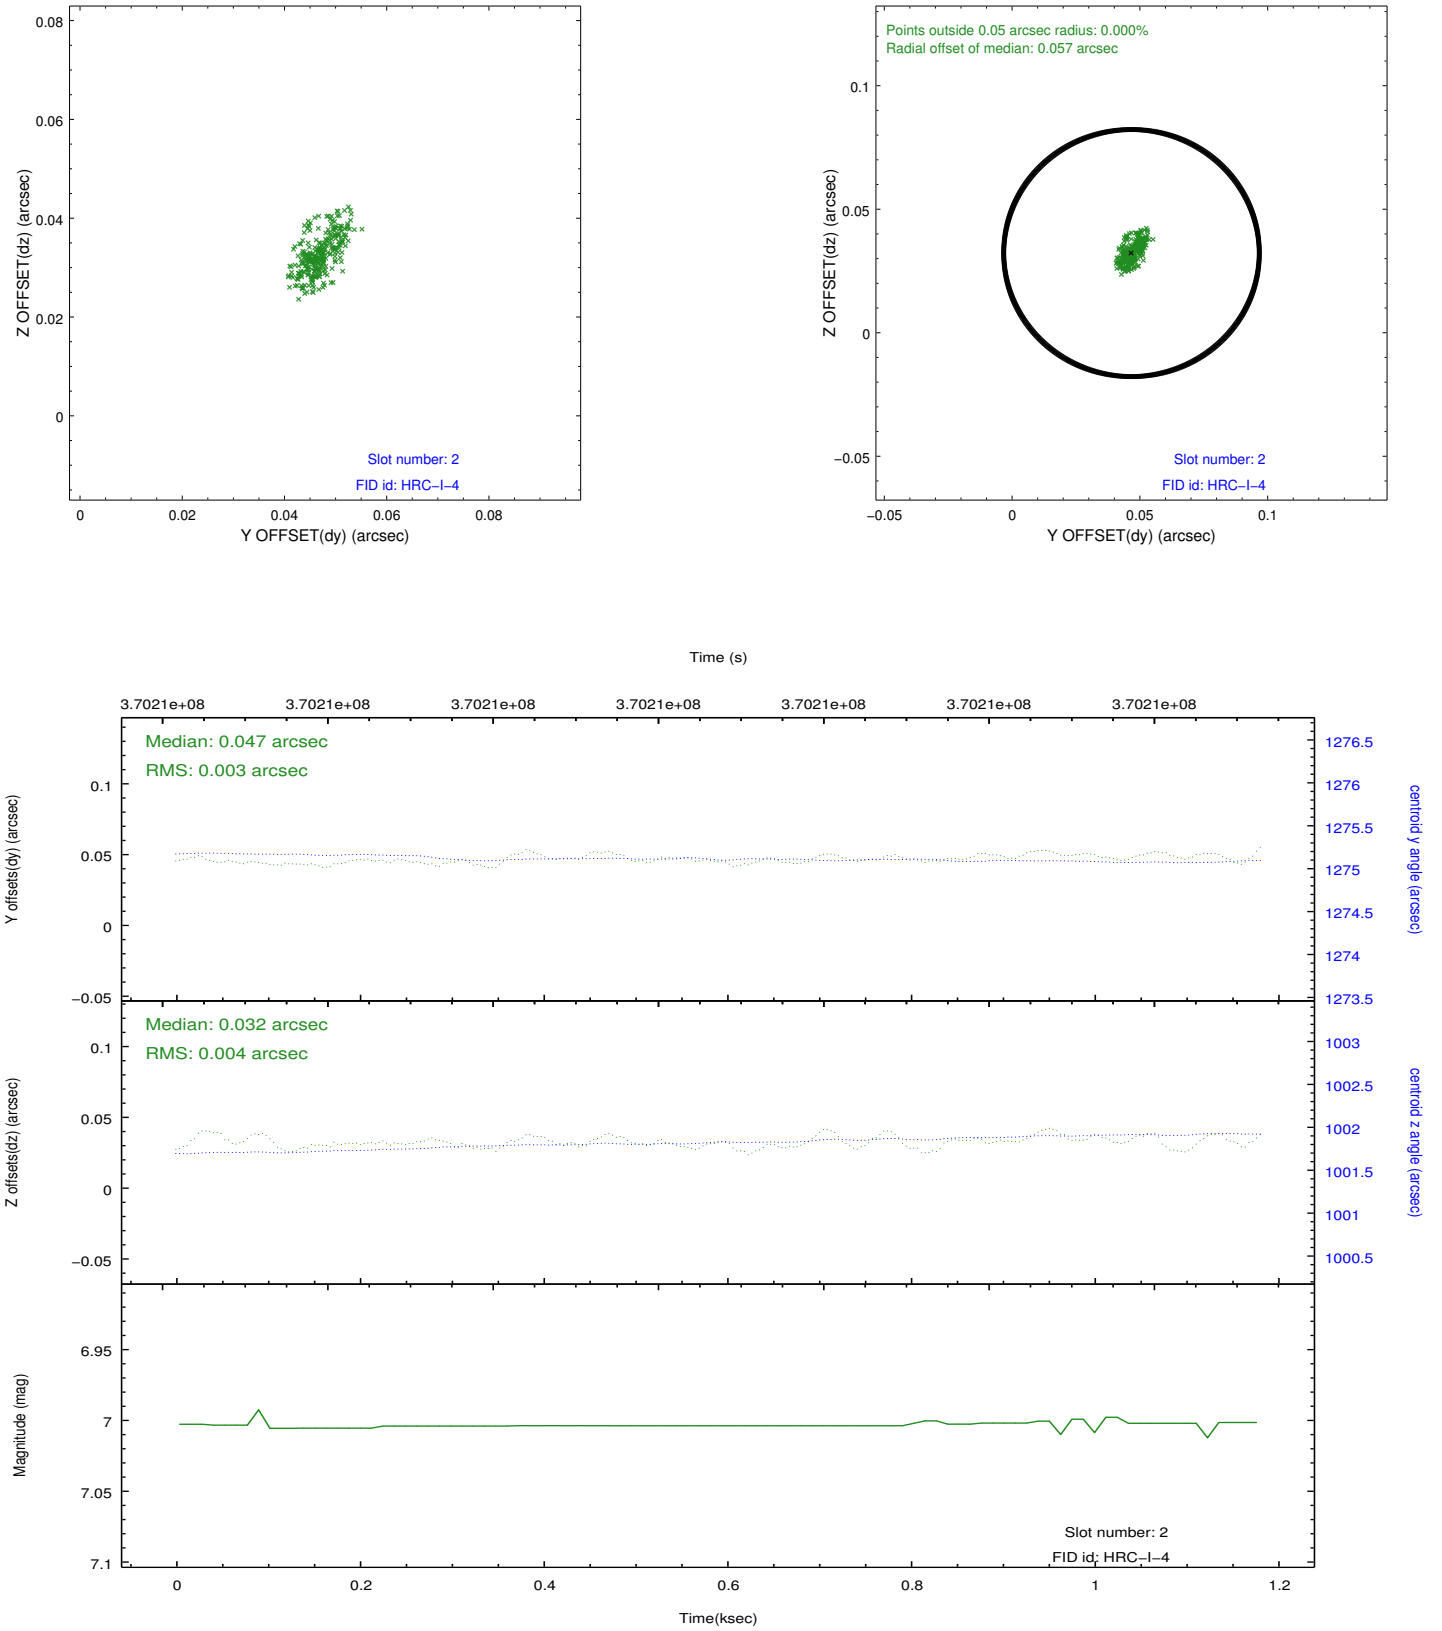 0.08
0.06
0.04
0.02
0
Z OFFSET(dz) (arcsec)
Slot number: 2
FID id: HRC−I−4
0 0.02 0.04 0.06 0.08
Y OFFSET(dy) (arcsec)
Points outside 0.05 arcsec radius: 0.000%
Radial offset of median: 0.057 arcsec
0.1
0.05
0
−0.05
Z OFFSET(dz) (arcsec)
Slot number: 2
FID id: HRC−I−4
−0.05 0 0.05 0.1
Y OFFSET(dy) (arcsec)
Time (s)
3.7021e+08 3.7021e+08 3.7021e+08 3.7021e+08 3.7021e+08 3.7021e+08 3.7021e+08
Median: 0.047 arcsec
RMS: 0.003 arcsec
0.1
0.05
0
−0.05
Y offsets(dy) (arcsec)
1276.5
1276
1275.5
1275
1274.5
1274
1273.5
centroid y angle (arcsec)
Median: 0.032 arcsec
RMS: 0.004 arcsec
0.1
0.05
0
−0.05
Z offsets(dz) (arcsec)
1003
1002.5
1002
1001.5
1001
1000.5
centroid z angle (arcsec)
6.95
7
7.05
7.1
Magnitude (mag)
Slot number: 2
FID id: HRC−I−4
0 0.2 0.4 0.6 0.8 1 1.2
Time(ksec)